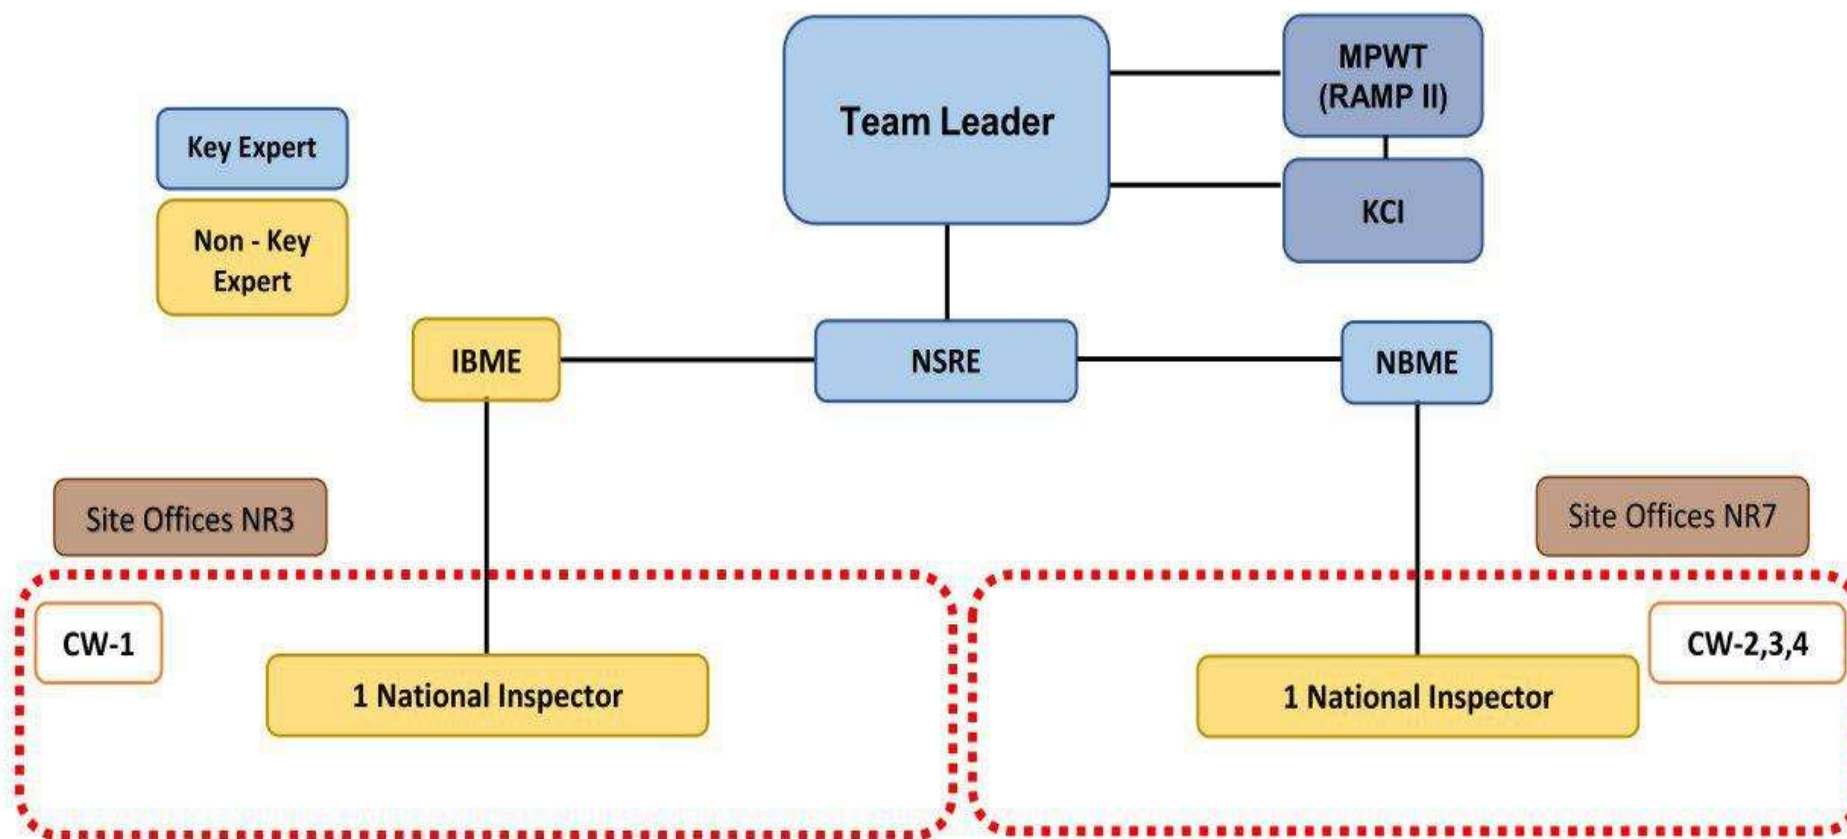 MPWT
(RAMP II)
Team Leader
Key Expert
KCI
Non - Key
Expert
IBME
NSRE
NBME
Site Offices NR3
Site Offices NR7
CW-1
CW-2,3,4
1 National Inspector
1 National Inspector